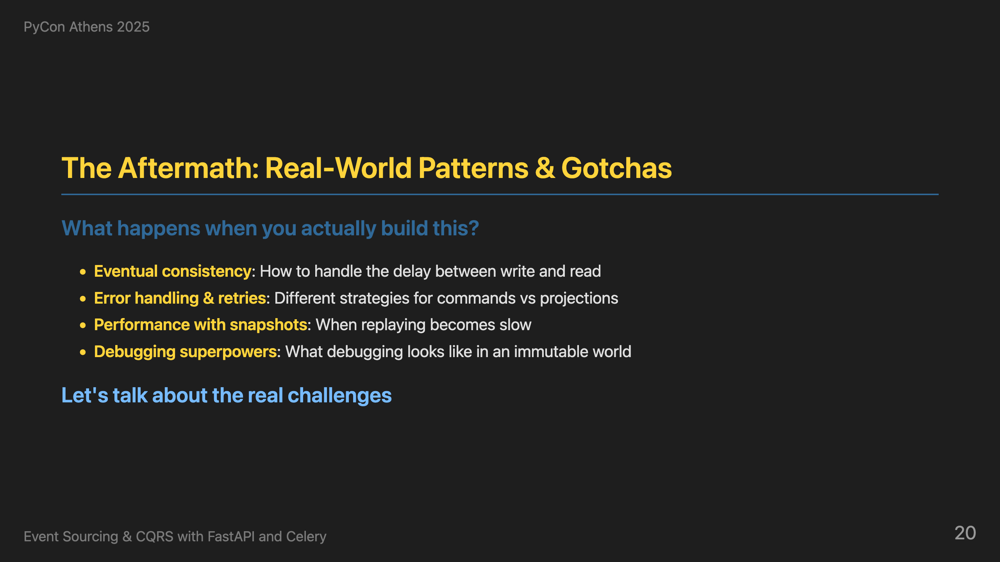 PyCon Athens 2025
The Aftermath: Real-World Patterns & Gotchas
What happens when you actually build this?
• Eventual consistency: How to handle the delay between write and read
• Error handling & retries: Different strategies for commands vs projections
• Performance with snapshots: When replaying becomes slow
• Debugging superpowers: What debugging looks like in an immutable world
Let's talk about the real challenges
Event Sourcing & CQRS with FastAPI and Celery
20